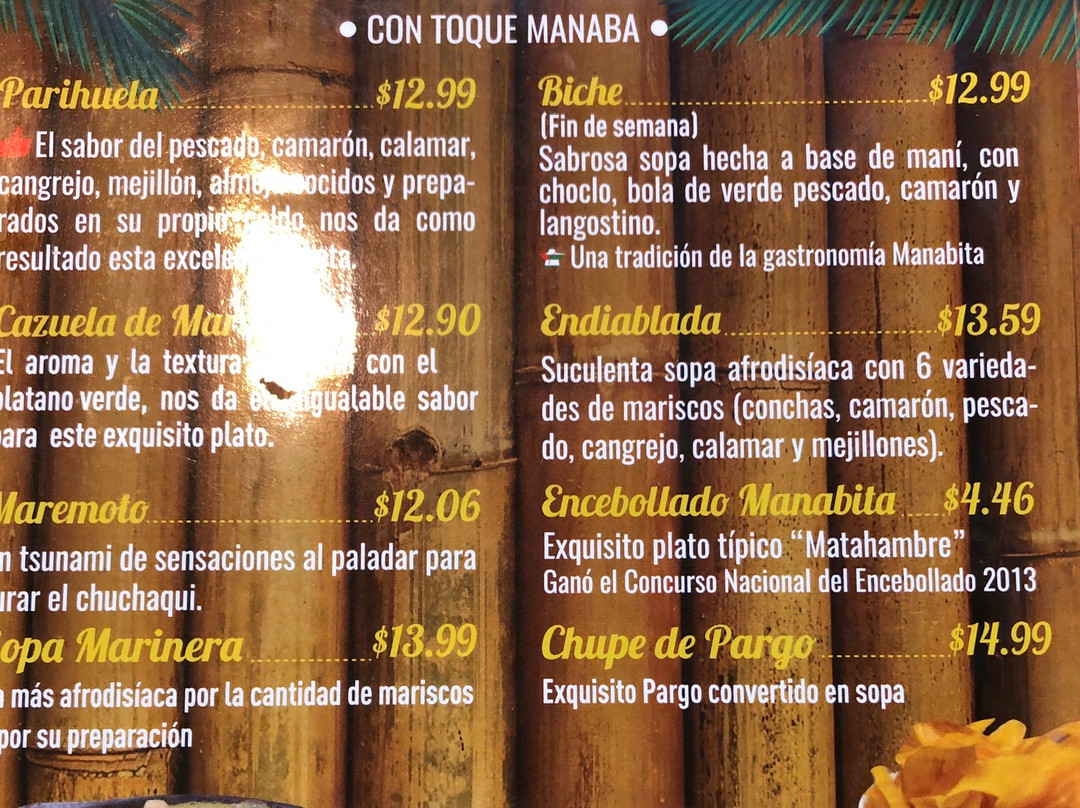 • CON TOQUE MANABA •
Parihuela $12.99
El sabor del pescado, camarón, calamar,
cangrejo, mejillón, cocidos y prepa-
rados en su propio nos da como
resultado esta
Cazuela de $12.90
El aroma y la textura con el
platano verde, nos da sabor
para este exquisito plato.
Maremoto $12.06
tsunami de sensaciones al paladar para
el chuchaqui.
Sopa Marinera $13.99
más afrodisíaca por la cantidad de mariscos
por su preparación
Biche $12.99
(Fin de semana)
Sabrosa sopa hecha a base de maní, con
choclo, bola de verde pescado, camarón y
langostino.
Una tradición de la gastronomía Manabita
Endiablada $13.59
Suculenta sopa afrodisíaca con 6 varieda-
des de mariscos (conchas, camarón, pesca-
do, cangrejo, calamar y mejillones).
Encebollado Manabita $4.46
Exquisito plato típico “Matahambre”
Ganó el Concurso Nacional del Encebollado 2013
Chupe de Pargo $14.99
Exquisito Pargo convertido en sopa